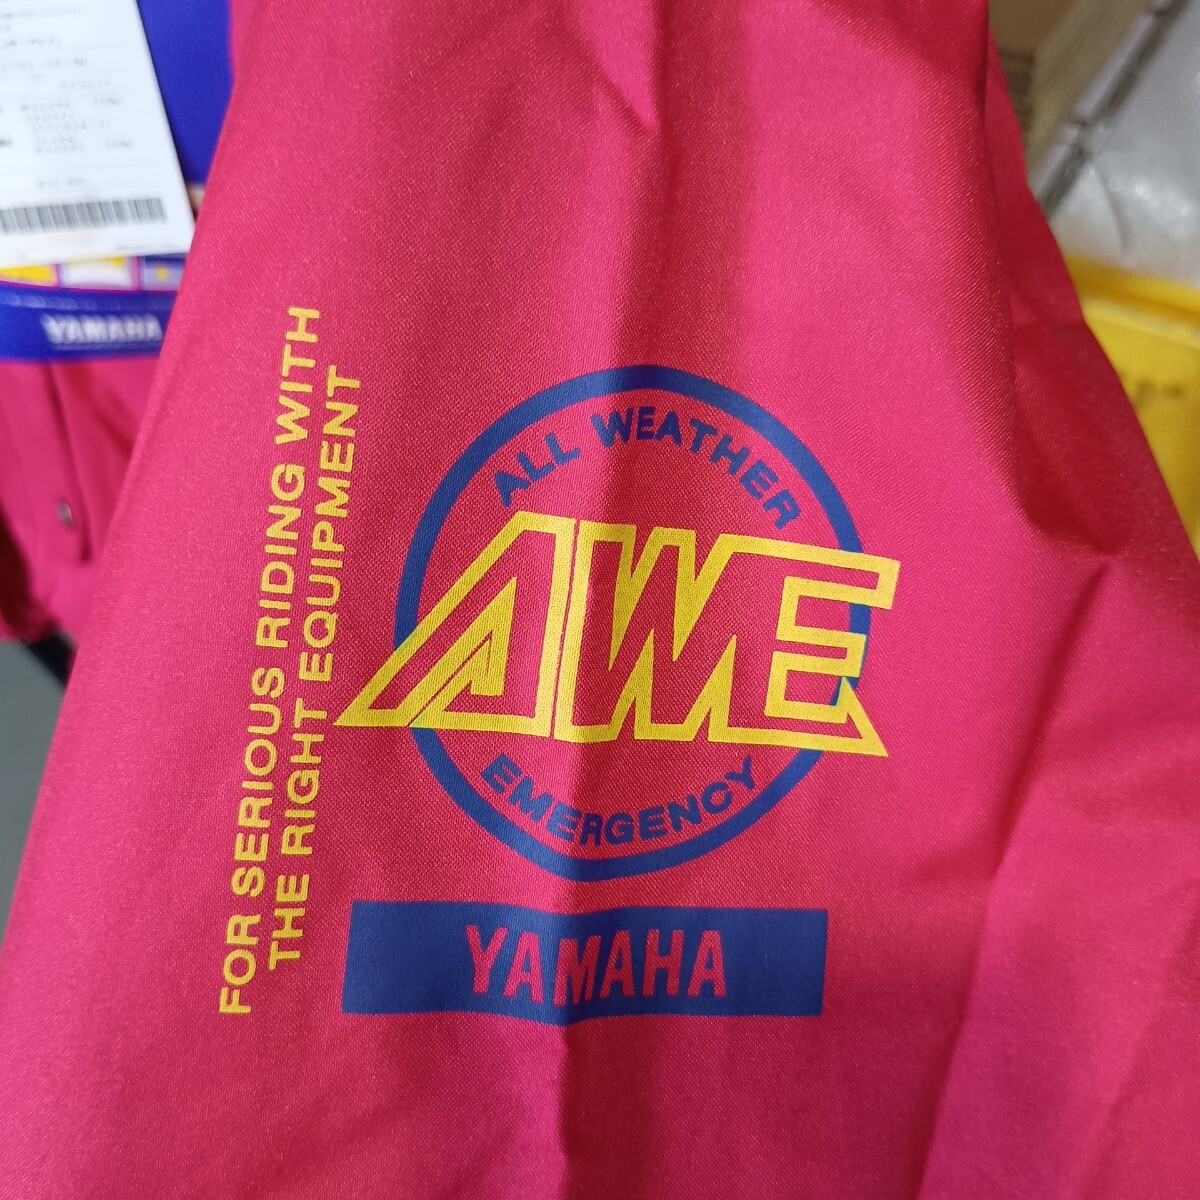 YAMAHA
FOR SERIOUS RIDING WITH
THE RIGHT EQUIPMENT
ALL WEATHER
AWE
EMERGENCY
YAMAHA